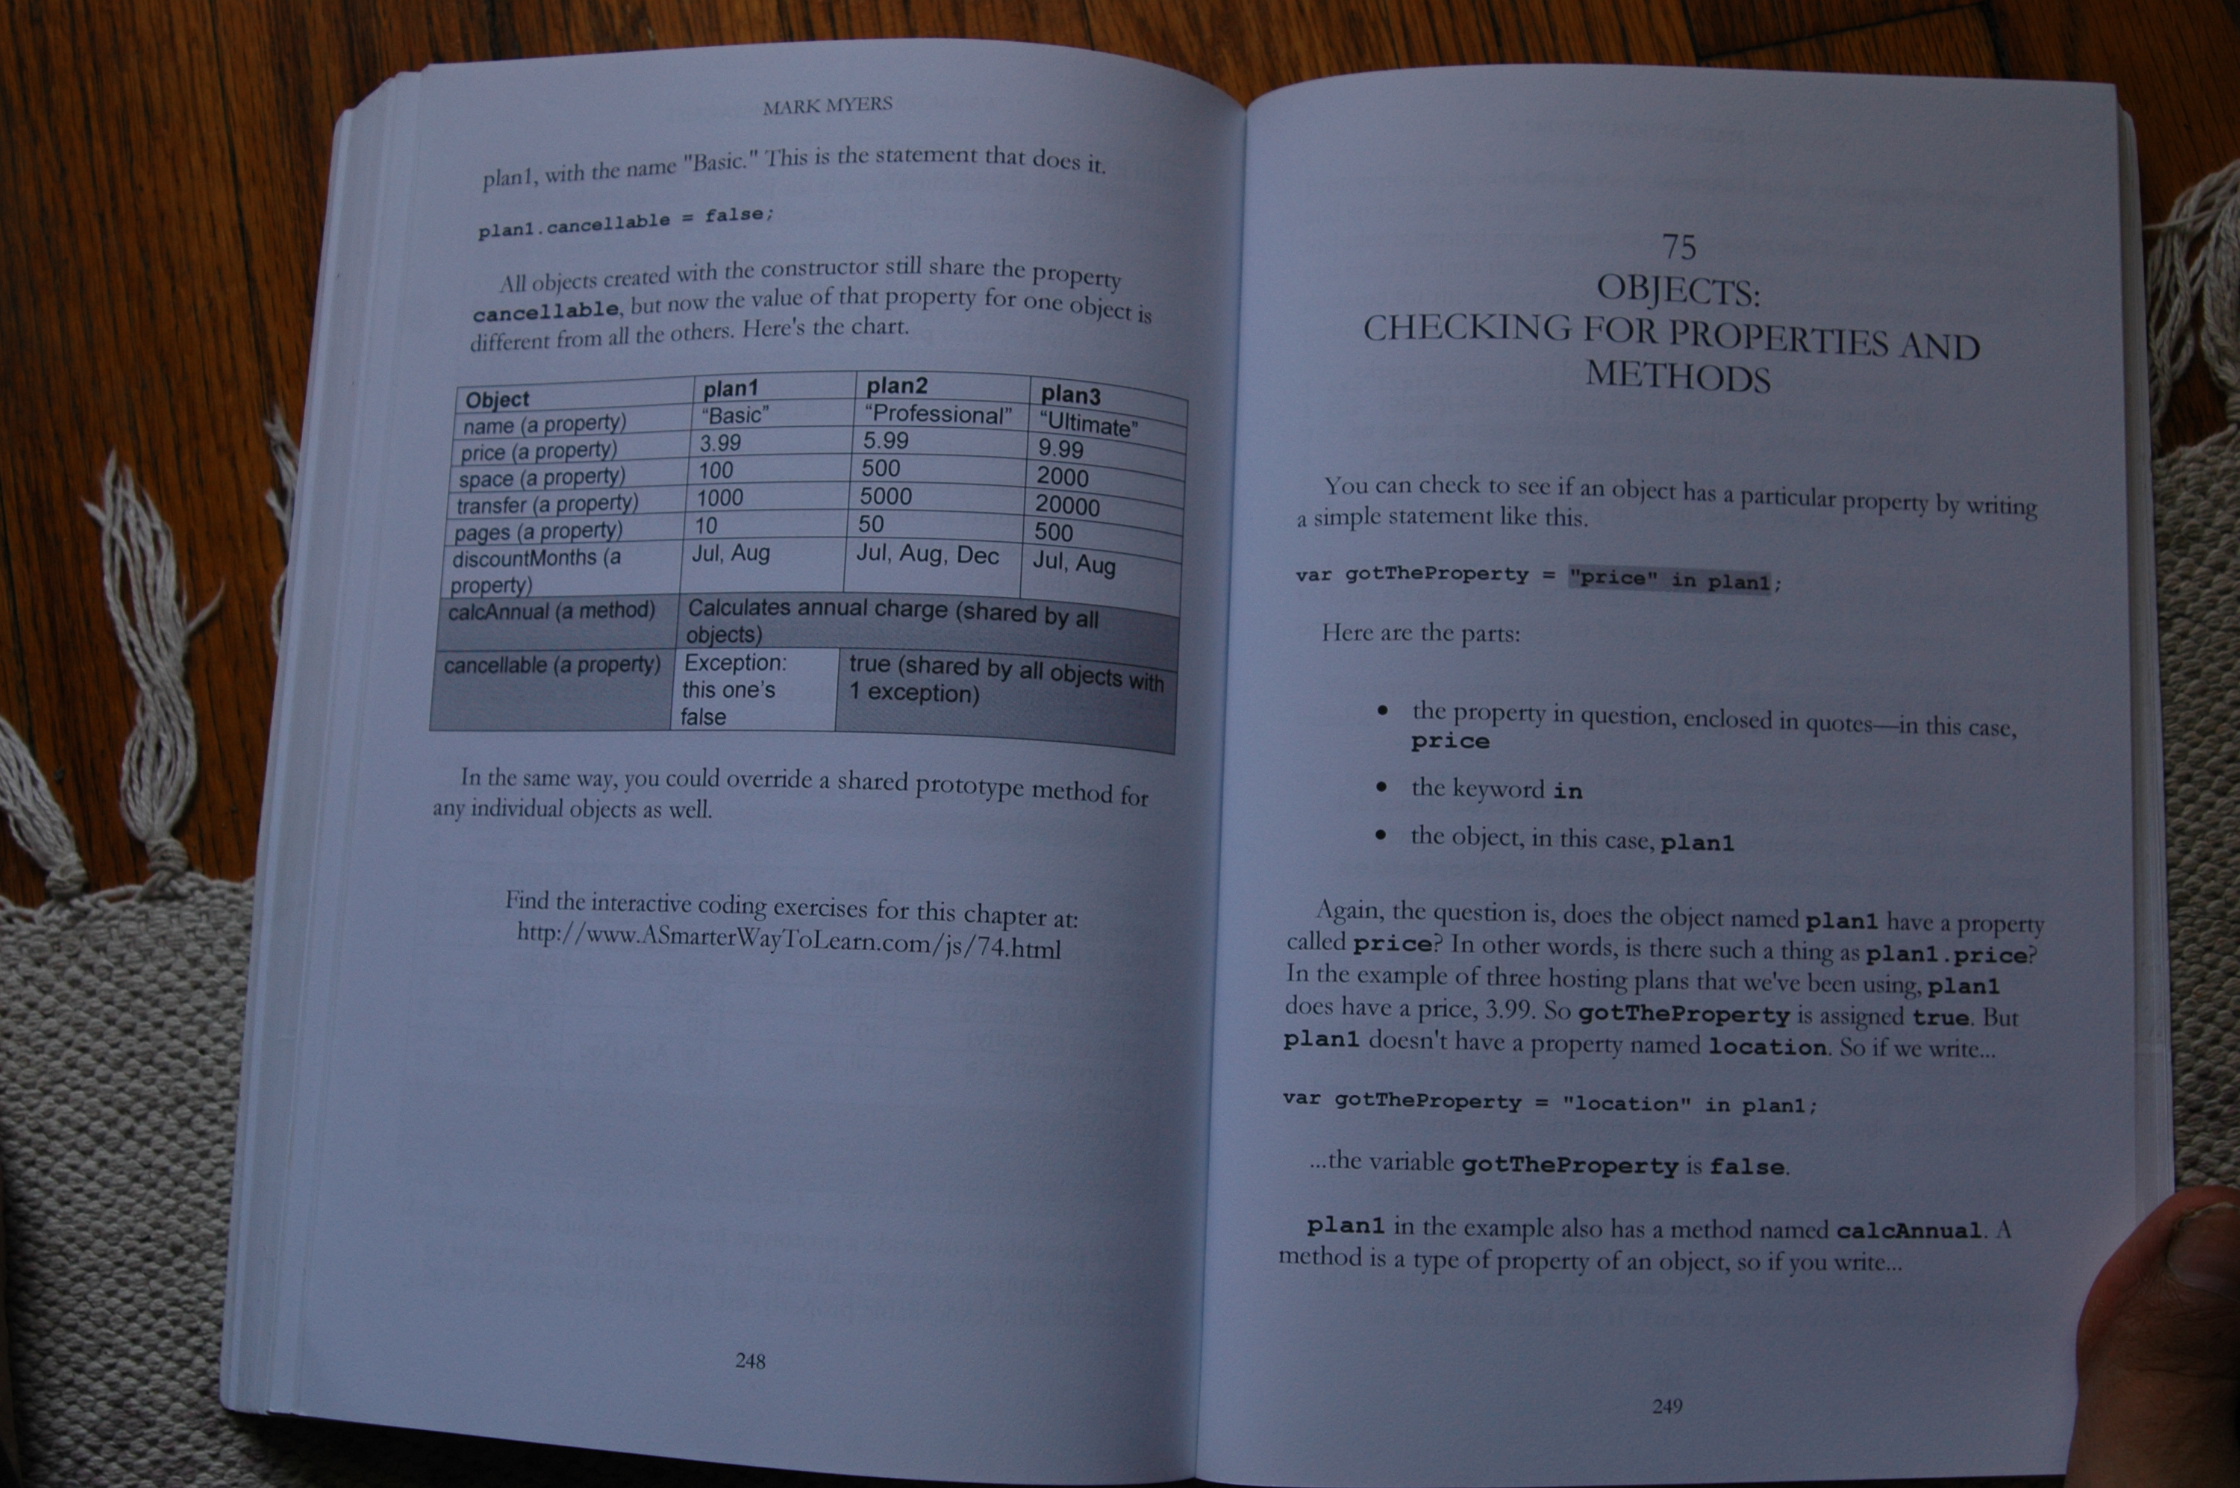 MARK MYERS
plan1, with the name "Basic." This is the statement that does it.
plan1.cancellable = false;
All objects created with the constructor still share the property
cancellable, but now the value of that property for one object is
different from all the others. Here's the chart.
Object plan1 plan2 plan3
name (a property) “Basic” “Professional” “Ultimate”
price (a property) 3.99 5.99 9.99
space (a property) 100 500 2000
transfer (a property) 1000 5000 20000
pages (a property) 10 50 500
discountMonths (a Jul, Aug Jul, Aug, Dec Jul, Aug
property)
calcAnnual (a method) Calculates annual charge (shared by all
objects)
cancellable (a property) Exception: true (shared by all objects with
this one's 1 exception)
false
In the same way, you could override a shared prototype method for
any individual objects as well.
Find the interactive coding exercises for this chapter at:
http://www.ASmarterWayToLearn.com/js/74.html
248
75
OBJECTS:
CHECKING FOR PROPERTIES AND
METHODS
You can check to see if an object has a particular property by writing
a simple statement like this.
var gotTheProperty = "price" in plan1;
Here are the parts:
• the property in question, enclosed in quotes—in this case,
price
• the keyword in
• the object, in this case, plan1
Again, the question is, does the object named plan1 have a property
called price? In other words, is there such a thing as plan1.price?
In the example of three hosting plans that we've been using, plan1
does have a price, 3.99. So gotTheProperty is assigned true. But
plan1 doesn't have a property named location. So if we write...
var gotTheProperty = "location" in plan1;
...the variable gotTheProperty is false.
plan1 in the example also has a method named calcAnnual. A
method is a type of property of an object, so if you write...
249